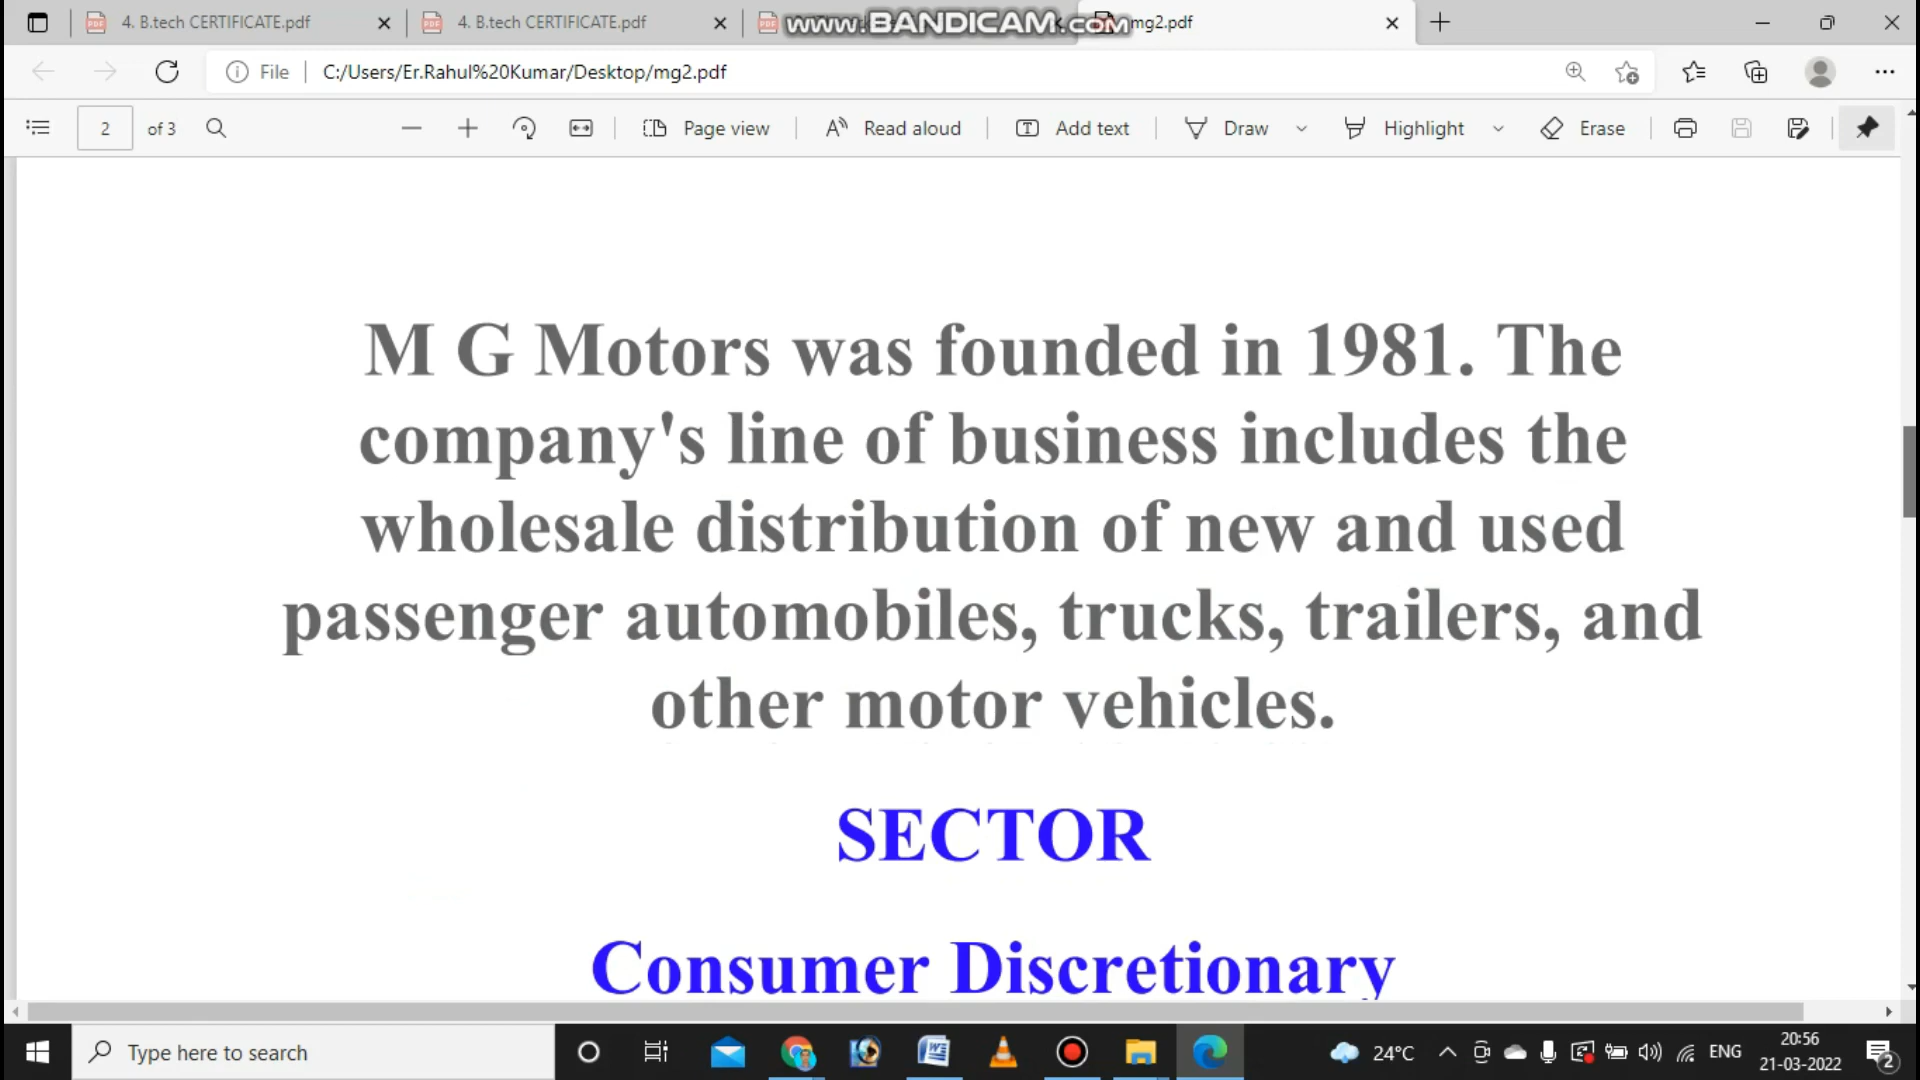 4. B.tech CERTIFICATE.pdf
4. B.tech CERTIFICATE.pdf
www.BANDICAM.com
mg2.pdf
File
C:/Users/Er.Rahul%20Kumar/Desktop/mg2.pdf
2 of 3
Page view
Read aloud
Add text
Draw
Highlight
Erase
M G Motors was founded in 1981. The
company's line of business includes the
wholesale distribution of new and used
passenger automobiles, trucks, trailers, and
other motor vehicles.
SECTOR
Consumer Discretionary
Type here to search
24°C
ENG
20:56
21-03-2022
2